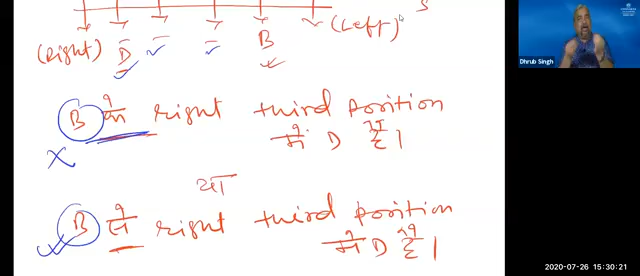 S
(Right) D B (Left)
Dhrub Singh
B के right third position
में D है।
या
B से right third position
में D है।
2020-07-26 15:30:21